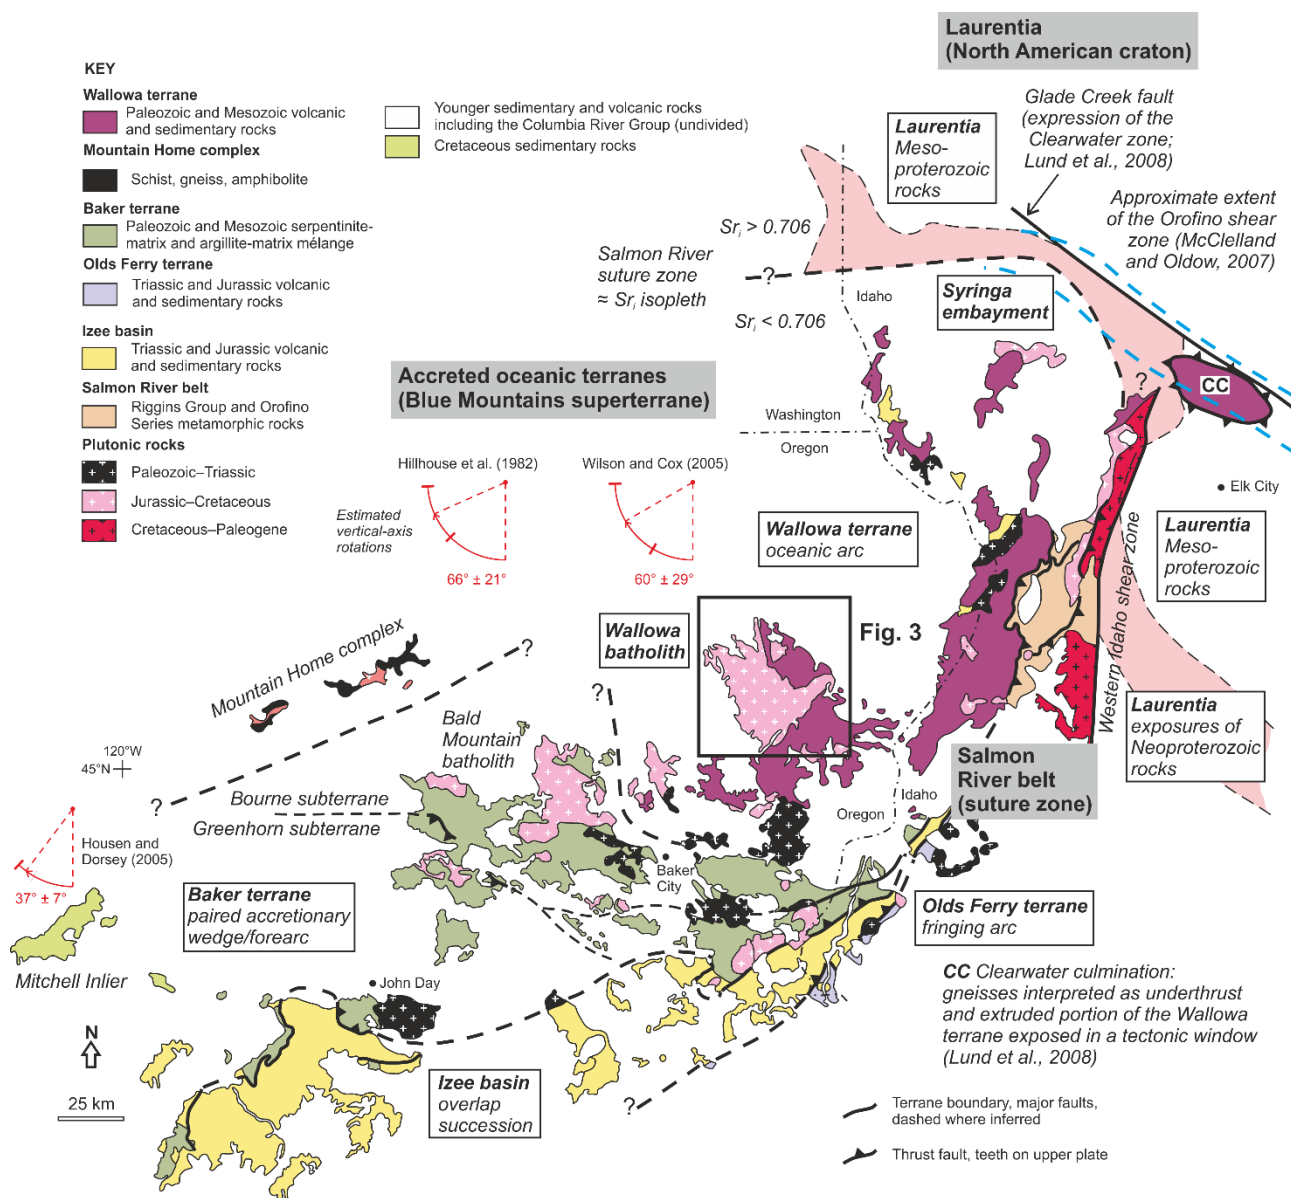 Laurentia
(North American craton)
KEY
Wallowa terrane
Paleozoic and Mesozoic volcanic
and sedimentary rocks
Mountain Home complex
Schist, gneiss, amphibolite
Baker terrane
Paleozoic and Mesozoic serpentinite-
matrix and argillite-matrix mélange
Olds Ferry terrane
Triassic and Jurassic volcanic
and sedimentary rocks
Izee basin
Triassic and Jurassic volcanic
and sedimentary rocks
Salmon River belt
Riggins Group and Orofino
Series metamorphic rocks
Plutonic rocks
Paleozoic–Triassic
Jurassic–Cretaceous
Cretaceous–Paleogene
Younger sedimentary and volcanic rocks
including the Columbia River Group (undivided)
Cretaceous sedimentary rocks
Glade Creek fault
(expression of the
Clearwater zone;
Lund et al., 2008)
Laurentia
Meso-
proterozoic
rocks
Approximate extent
of the Orofino shear
zone (McClelland
and Oldow, 2007)
Sri > 0.706
Salmon River
suture zone
≈ Sri isopleth
?
Idaho
Sri < 0.706
Syringa
embayment
?
CC
Accreted oceanic terranes
(Blue Mountains superterrane)
Washington
Oregon
Hillhouse et al. (1982)
Wilson and Cox (2005)
Estimated
vertical-axis
rotations
66° ± 21°
60° ± 29°
Elk City
Wallowa terrane
oceanic arc
Laurentia
Meso-
proterozoic
rocks
Western Idaho shear zone
Wallowa
batholith
Fig. 3
Mountain Home complex
?
?
Laurentia
exposures of
Neoproterozoic
rocks
Bald
Mountain
batholith
Salmon
River belt
(suture zone)
120°W
45°N
?
Bourne subterrane
Greenhorn subterrane
Oregon
Idaho
Housen and
Dorsey (2005)
37° ± 7°
Baker
City
Baker terrane
paired accretionary
wedge/forearc
Olds Ferry terrane
fringing arc
Mitchell Inlier
John Day
CC Clearwater culmination:
gneisses interpreted as underthrust
and extruded portion of the Wallowa
terrane exposed in a tectonic window
(Lund et al., 2008)
N
25 km
Izee basin
overlap
succession
?
Terrane boundary, major faults,
dashed where inferred
Thrust fault, teeth on upper plate